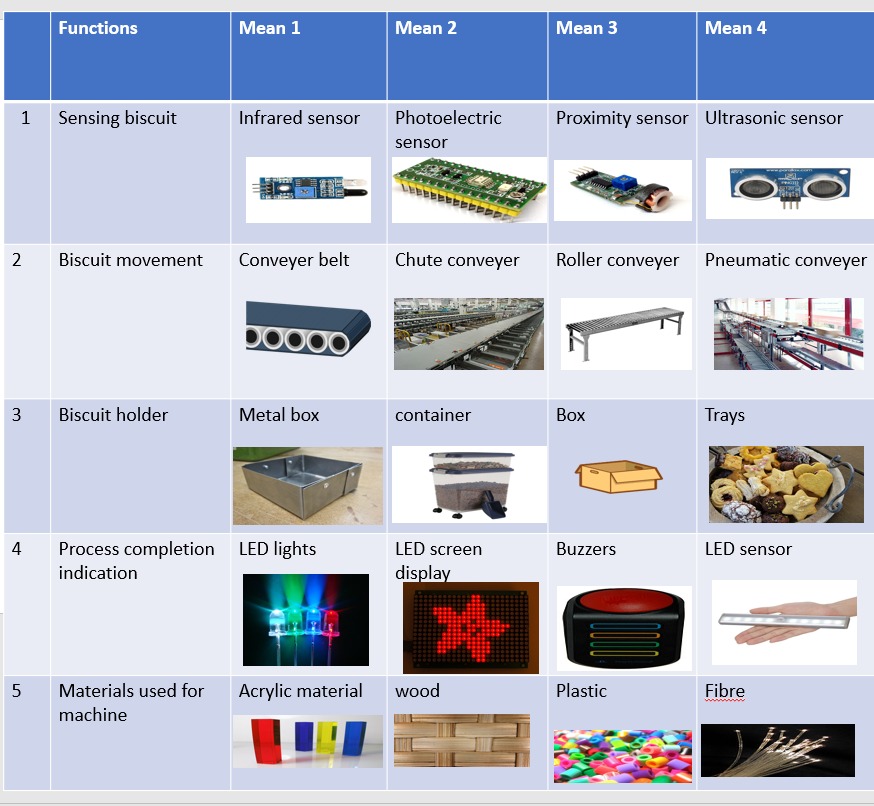 Functions
Mean 1
Mean 2
Mean 3
Mean 4
1
Sensing biscuit
Infrared sensor
Photoelectric
sensor
Proximity sensor
Ultrasonic sensor
2
Biscuit movement
Conveyer belt
Chute conveyer
Roller conveyer
Pneumatic conveyer
3
Biscuit holder
Metal box
container
Box
Trays
4
Process completion
indication
LED lights
LED screen
display
Buzzers
LED sensor
5
Materials used for
machine
Acrylic material
wood
Plastic
Fibre